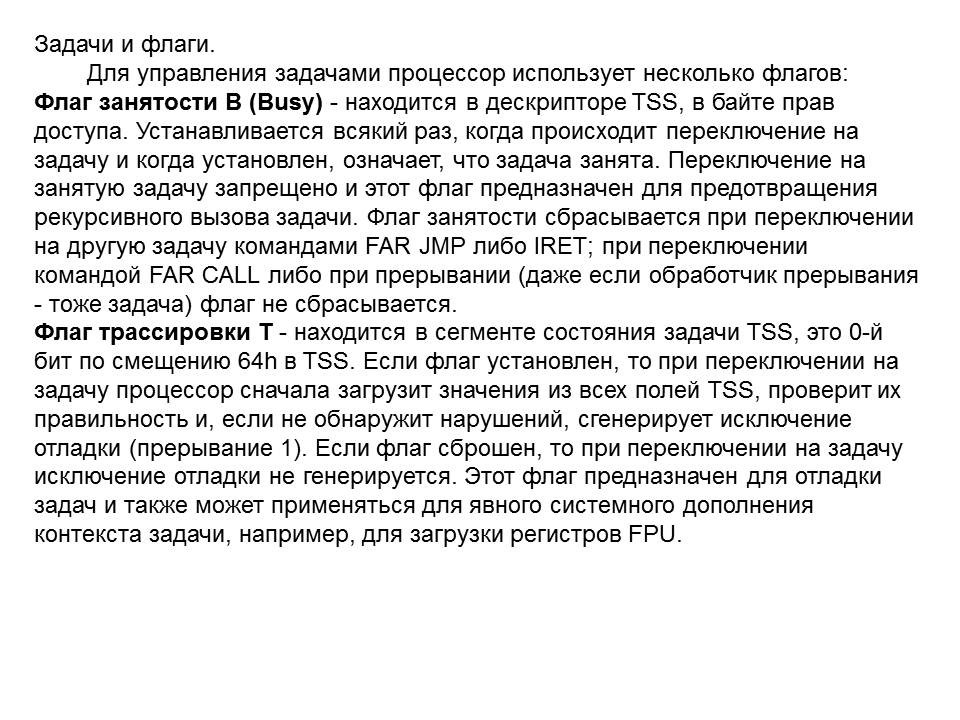 Задачи и флаги.
Для управления задачами процессор использует несколько флагов:
Флаг занятости B (Busy) - находится в дескрипторе TSS, в байте прав
доступа. Устанавливается всякий раз, когда происходит переключение на
задачу и когда установлен, означает, что задача занята. Переключение на
занятую задачу запрещено и этот флаг предназначен для предотвращения
рекурсивного вызова задачи. Флаг занятости сбрасывается при переключении
на другую задачу командами FAR JMP либо IRET; при переключении
командой FAR CALL либо при прерывании (даже если обработчик прерывания
- тоже задача) флаг не сбрасывается.
Флаг трассировки T - находится в сегменте состояния задачи TSS, это 0-й
бит по смещению 64h в TSS. Если флаг установлен, то при переключении на
задачу процессор сначала загрузит значения из всех полей TSS, проверит их
правильность и, если не обнаружит нарушений, сгенерирует исключение
отладки (прерывание 1). Если флаг сброшен, то при переключении на задачу
исключение отладки не генерируется. Этот флаг предназначен для отладки
задач и также может применяться для явного системного дополнения
контекста задачи, например, для загрузки регистров FPU.